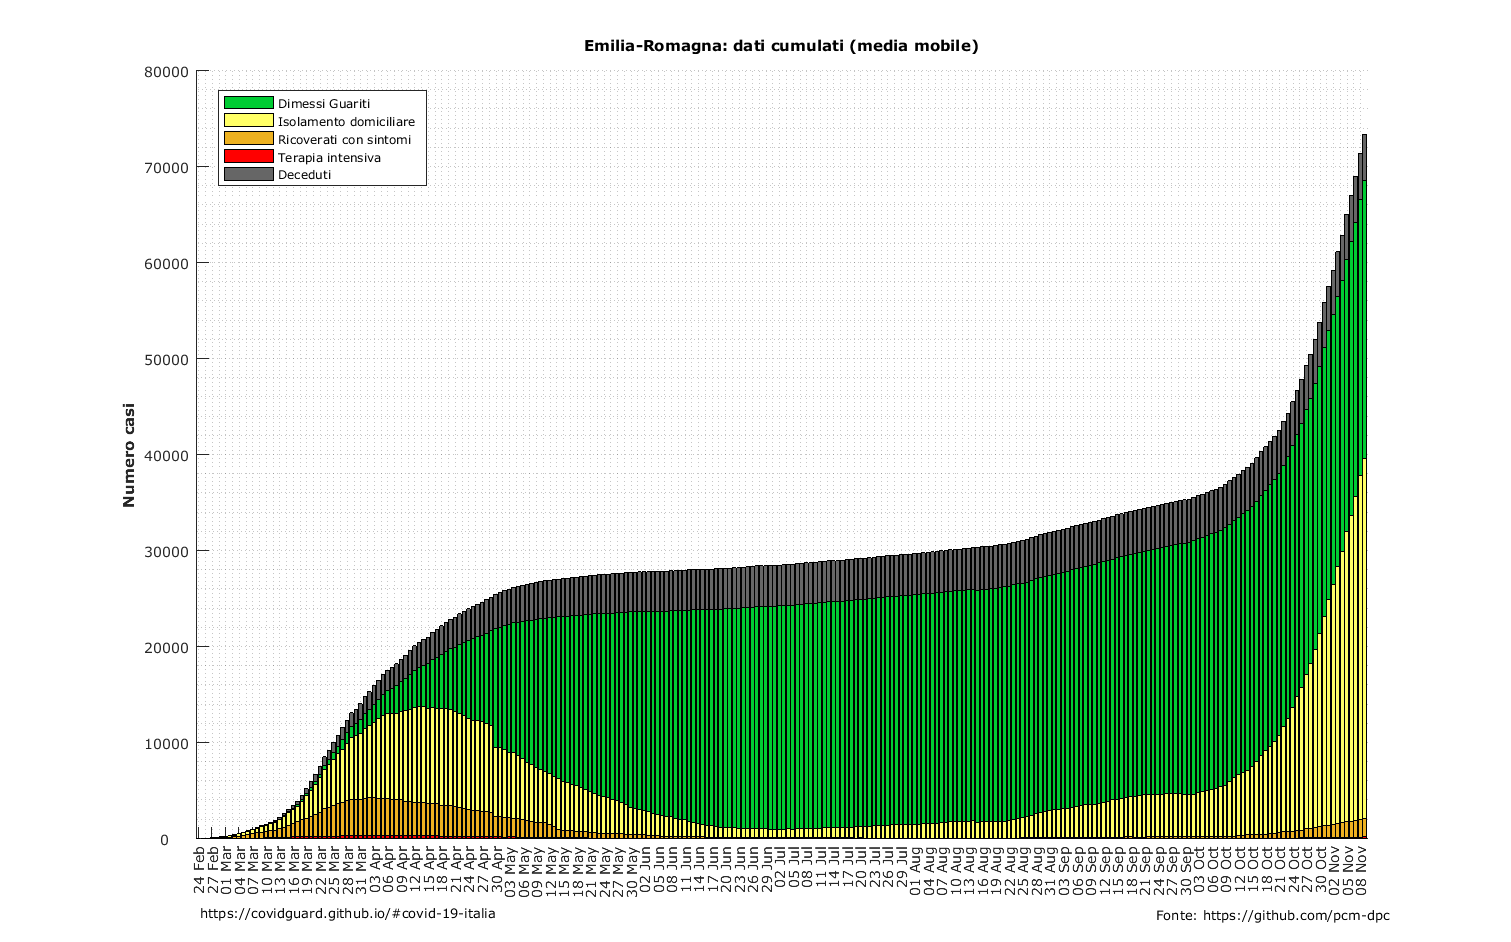 Emilia-Romagna: dati cumulati (media mobile)
80000
70000
60000
50000
40000
30000
20000
10000
0
Numero casi
Dimessi Guariti
Isolamento domiciliare
Ricoverati con sintomi
Terapia intensiva
Deceduti
24 Feb
27 Feb
01 Mar
04 Mar
07 Mar
10 Mar
13 Mar
16 Mar
19 Mar
22 Mar
25 Mar
28 Mar
31 Mar
03 Apr
06 Apr
09 Apr
12 Apr
15 Apr
18 Apr
21 Apr
24 Apr
27 Apr
30 Apr
03 May
06 May
09 May
12 May
15 May
18 May
21 May
24 May
27 May
30 May
02 Jun
05 Jun
08 Jun
11 Jun
14 Jun
17 Jun
20 Jun
23 Jun
26 Jun
29 Jun
02 Jul
05 Jul
08 Jul
11 Jul
14 Jul
17 Jul
20 Jul
23 Jul
26 Jul
29 Jul
01 Aug
04 Aug
07 Aug
10 Aug
13 Aug
16 Aug
19 Aug
22 Aug
25 Aug
28 Aug
31 Aug
03 Sep
06 Sep
09 Sep
12 Sep
15 Sep
18 Sep
21 Sep
24 Sep
27 Sep
30 Sep
03 Oct
06 Oct
09 Oct
12 Oct
15 Oct
18 Oct
21 Oct
24 Oct
27 Oct
30 Oct
02 Nov
05 Nov
08 Nov
https://covidguard.github.io/#covid-19-italia
Fonte: https://github.com/pcm-dpc